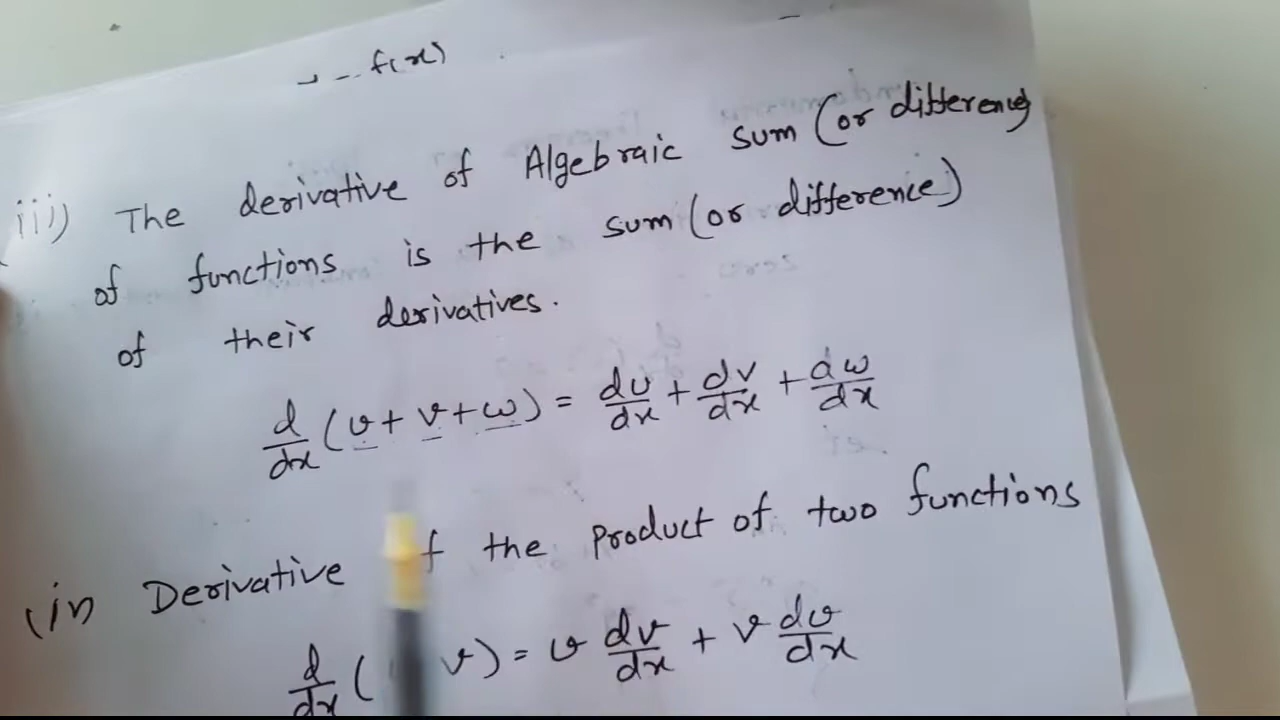 f(x)
iii) The derivative of Algebraic sum (or difference)
of functions is the sum (or difference)
of their derivatives.
d/dx (u + v + w) = du/dx + dv/dx + dw/dx
(iv) Derivative of the product of two functions
d/dx ( v) = u dv/dx + v du/dx